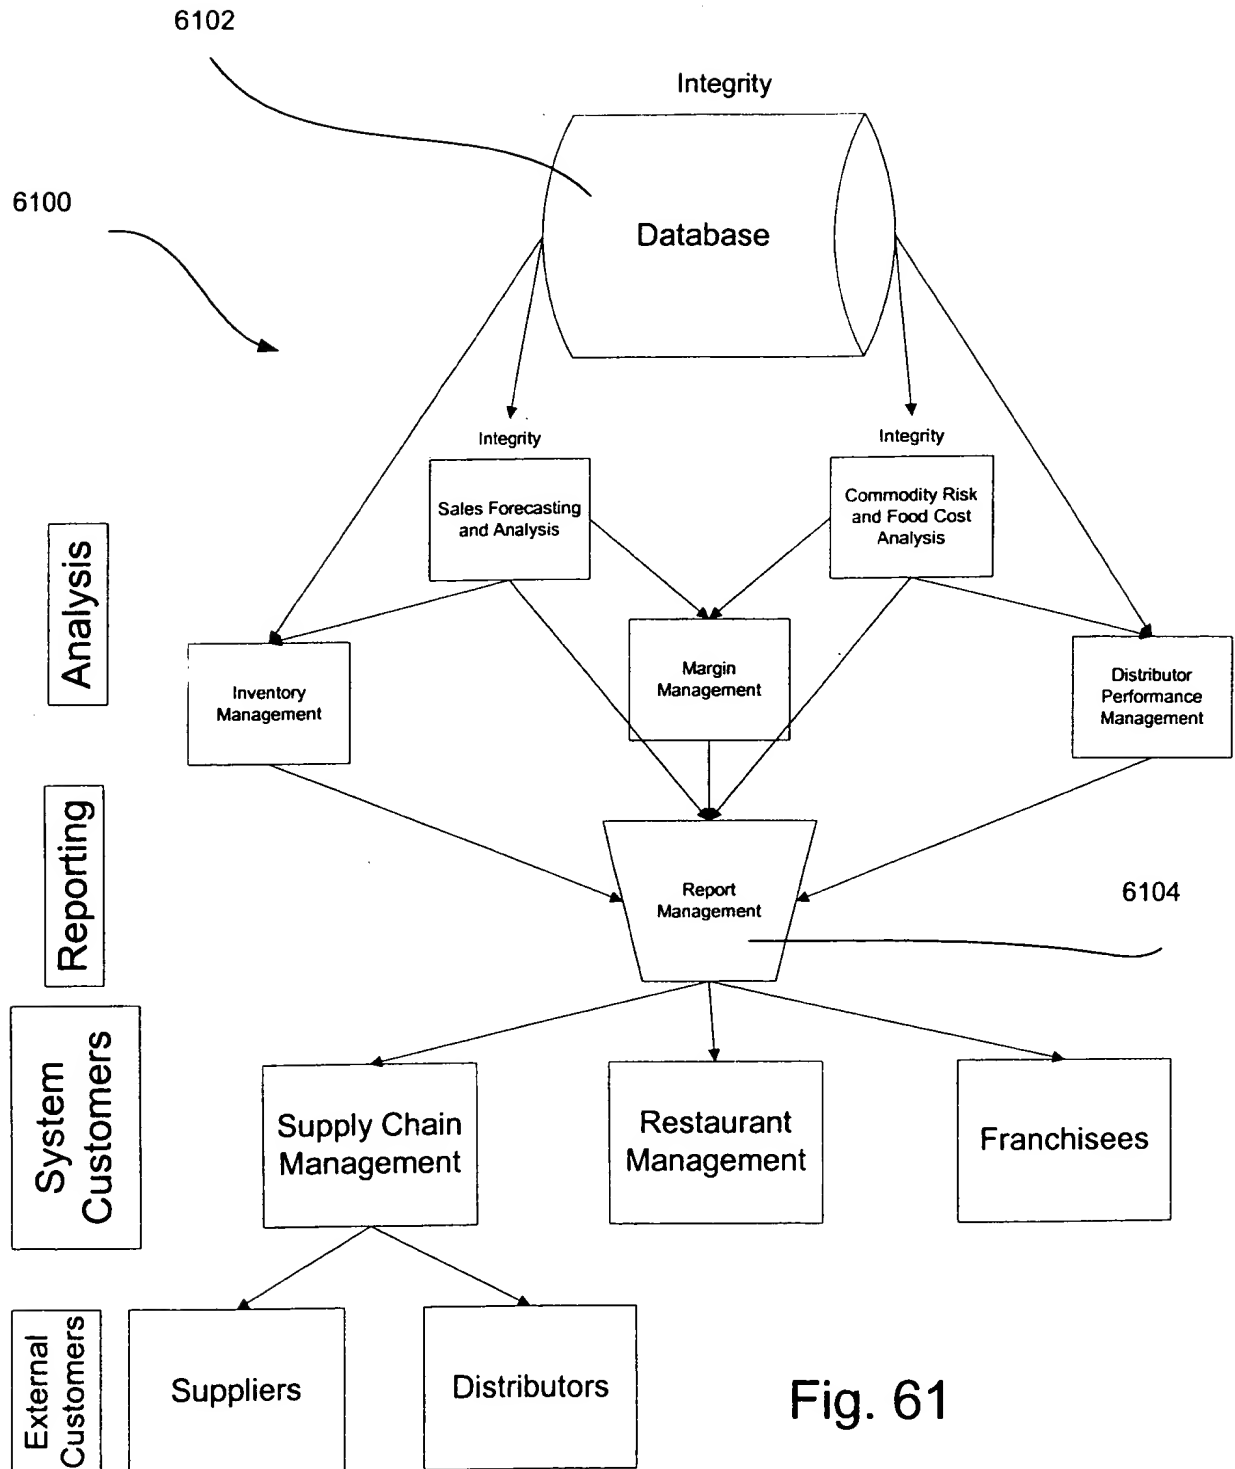 6102
Integrity
6100
Database
Integrity
Integrity
Sales Forecasting
and Analysis
Commodity Risk
and Food Cost
Analysis
Analysis
Inventory
Management
Margin
Management
Distributor
Performance
Management
Reporting
Report
Management
6104
System
Customers
Supply Chain
Management
Restaurant
Management
Franchisees
External
Customers
Suppliers
Distributors
Fig. 61